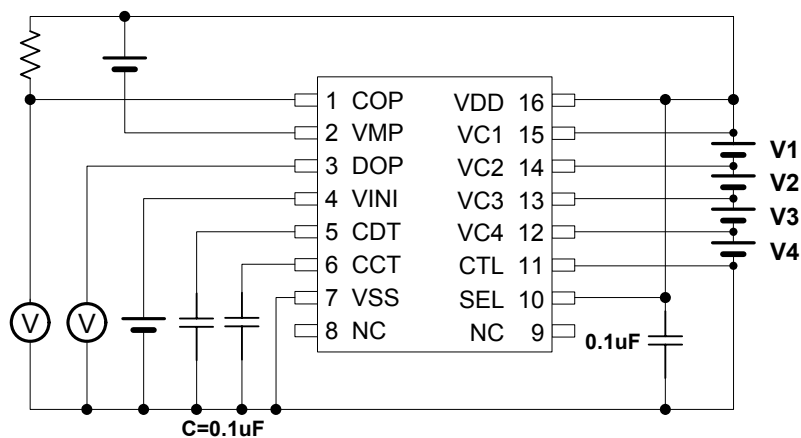 1 COP VDD 16
2 VMP VC1 15
3 DOP VC2 14
4 VINI VC3 13
5 CDT VC4 12
6 CCT CTL 11
7 VSS SEL 10
8 NC NC 9
V1
V2
V3
V4
V V
0.1uF
C=0.1uF